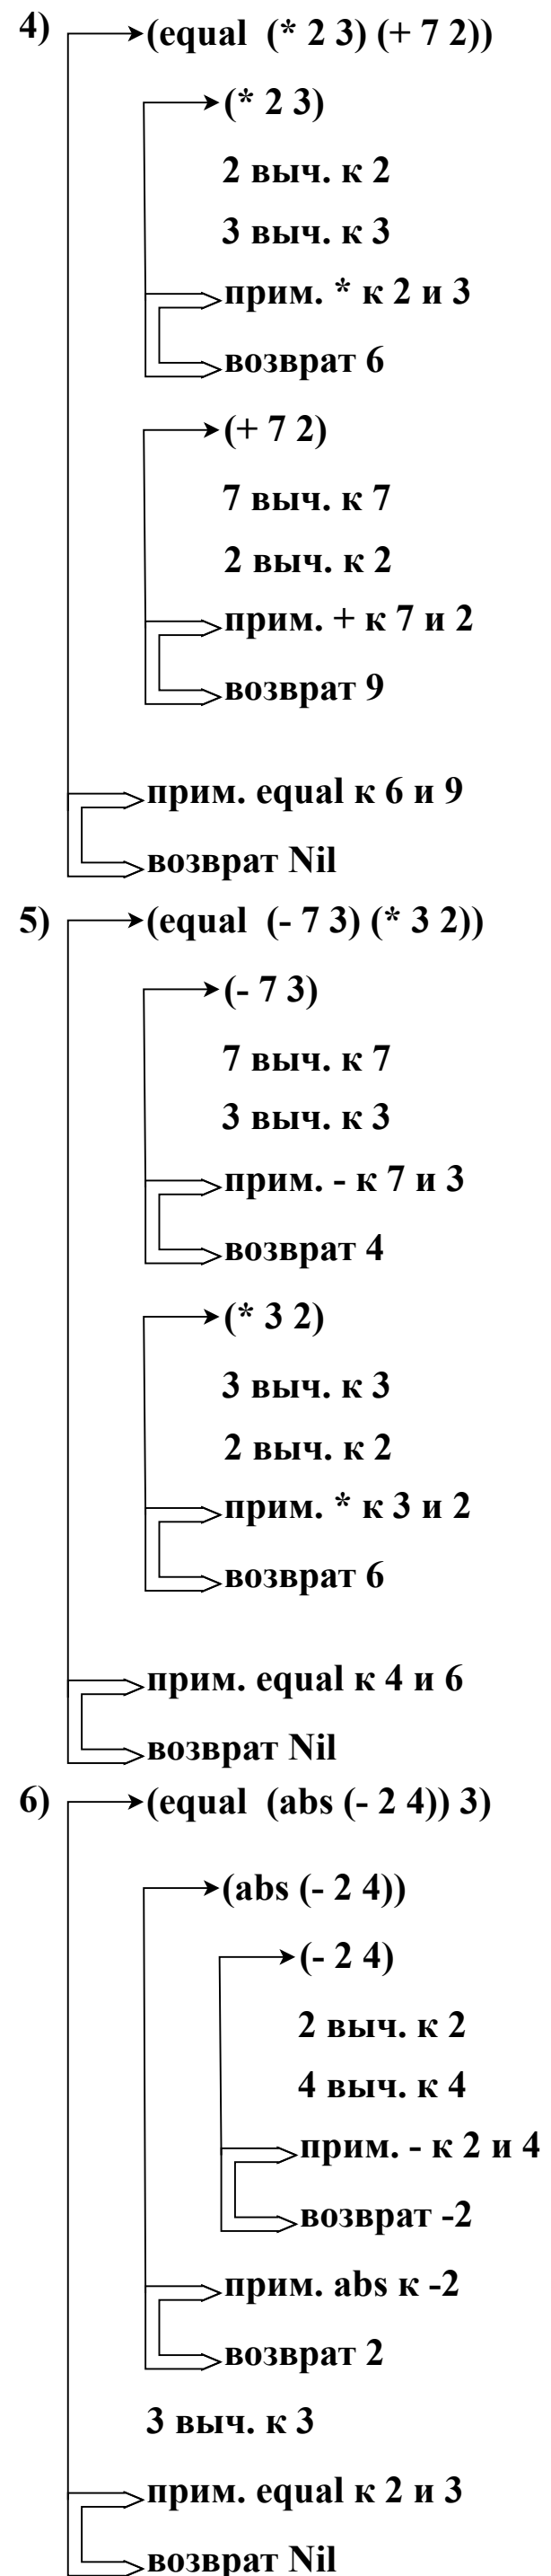 4) (equal (* 2 3) (+ 7 2))
(* 2 3)
2 выч. к 2
3 выч. к 3
прим. * к 2 и 3
возврат 6
(+ 7 2)
7 выч. к 7
2 выч. к 2
прим. + к 7 и 2
возврат 9
прим. equal к 6 и 9
возврат Nil
5) (equal (- 7 3) (* 3 2))
(- 7 3)
7 выч. к 7
3 выч. к 3
прим. - к 7 и 3
возврат 4
(* 3 2)
3 выч. к 3
2 выч. к 2
прим. * к 3 и 2
возврат 6
прим. equal к 4 и 6
возврат Nil
6) (equal (abs (- 2 4)) 3)
(abs (- 2 4))
(- 2 4)
2 выч. к 2
4 выч. к 4
прим. - к 2 и 4
возврат -2
прим. abs к -2
возврат 2
3 выч. к 3
прим. equal к 2 и 3
возврат Nil